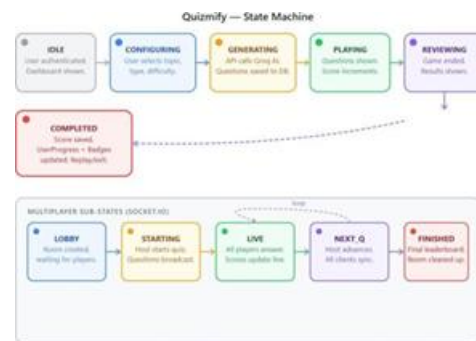 Quizmify — State Machine
IDLE
User authenticated.
Dashboard shown.
CONFIGURING
User selects topic,
type, difficulty.
GENERATING
API calls Groq AI.
Questions saved to DB.
PLAYING
Questions shown.
Score increments.
REVIEWING
Game ended.
Results shown.
COMPLETED
Score saved.
UserProgress + Badges
updated. Replay/exit.
MULTIPLAYER SUB-STATES (SOCKET.IO)
loop
LOBBY
Room created,
waiting for players.
STARTING
Host starts quiz.
Questions broadcast.
LIVE
All players answer.
Scores update live.
NEXT_Q
Host advances.
All clients sync.
FINISHED
Final leaderboard.
Room cleaned up.